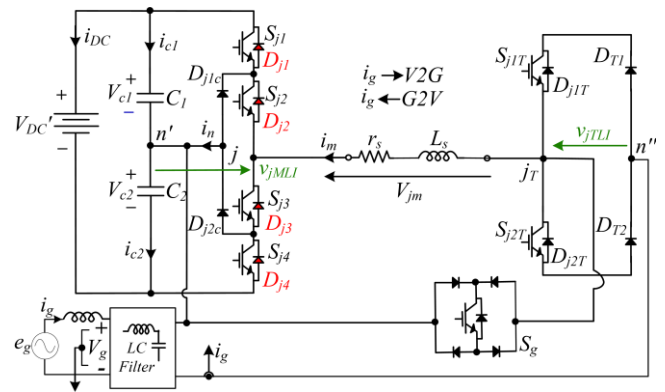 i_DC
i_c1
S_j1
D_j1
D_j1c
S_j2
D_j2
V_c1
C_1
+
−
V_DC'
+
−
n'
i_n
j
v_jMLI
V_c2
C_2
+
−
D_j2c
S_j3
D_j3
i_c2
S_j4
D_j4
i_g → V2G
i_g ← G2V
i_m
r_s
L_s
V_jm
S_j1T
D_j1T
D_T1
v_jTLI
n''
j_T
S_j2T
D_j2T
D_T2
i_g
e_g
+
V_g
-
LC
Filter
i_g
S_g